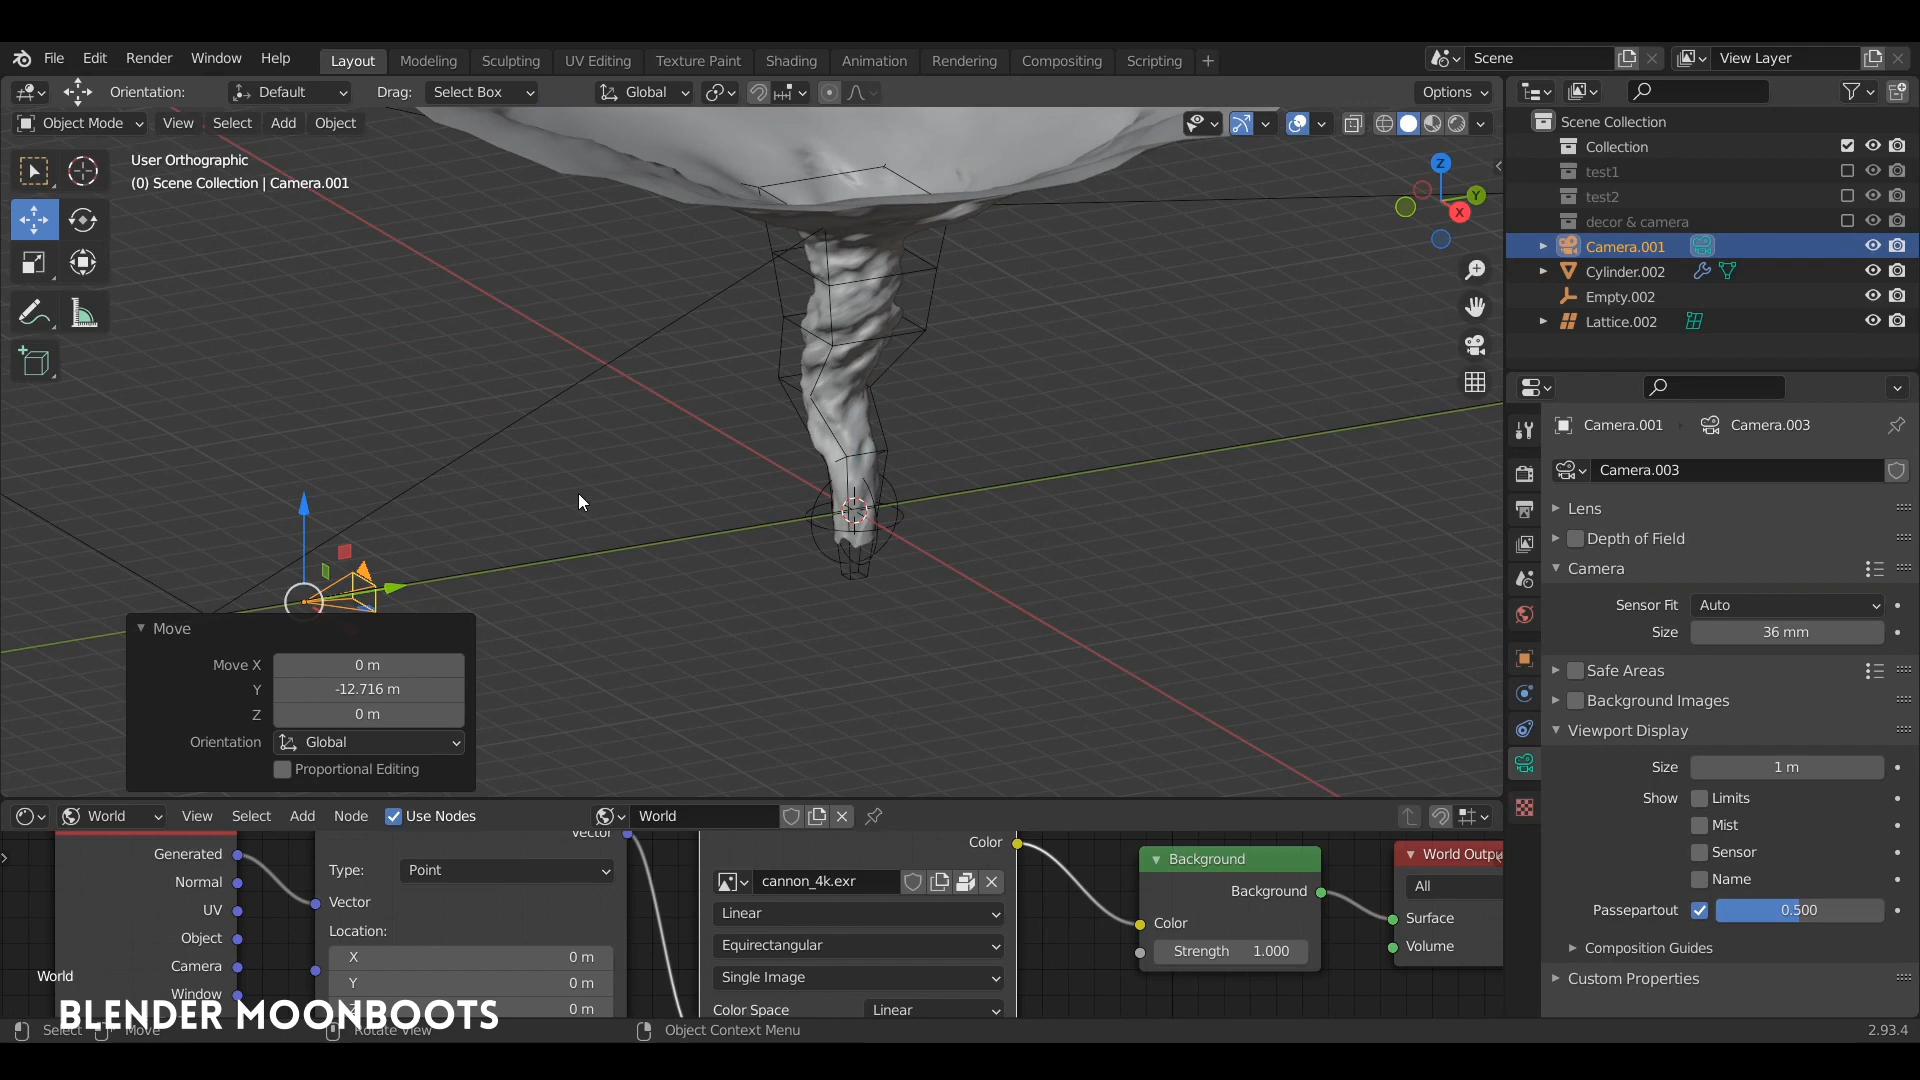 File Edit Render Window Help Layout Modeling Sculpting UV Editing Texture Paint Shading Animation Rendering Compositing Scripting + Scene View Layer
Orientation: Default Drag: Select Box Global Options
Object Mode View Select Add Object
User Orthographic
(0) Scene Collection | Camera.001
Z
Y
X
Scene Collection
Collection
test1
test2
decor & camera
Camera.001
Cylinder.002
Empty.002
Lattice.002
Camera.001 Camera.003
Camera.003
Lens
Depth of Field
Camera
Sensor Fit Auto
Size 36 mm
Safe Areas
Background Images
Viewport Display
Size 1 m
Show Limits
Mist
Sensor
Name
Passepartout 0.500
Composition Guides
Custom Properties
Move
Move X 0 m
Y -12.716 m
Z 0 m
Orientation Global
Proportional Editing
World View Select Add Node Use Nodes World
Generated
Normal
UV
Object
Camera
Window
World
Vector
Type: Point
Vector
Location:
X 0 m
Y 0 m
0 m
Color
cannon_4k.exr
Linear
Equirectangular
Single Image
Color Space Linear
Background
Background
Color
Strength 1.000
World Outpu
All
Surface
Volume
BLENDER MOONBOOTS
Select Move Rotate View Object Context Menu 2.93.4